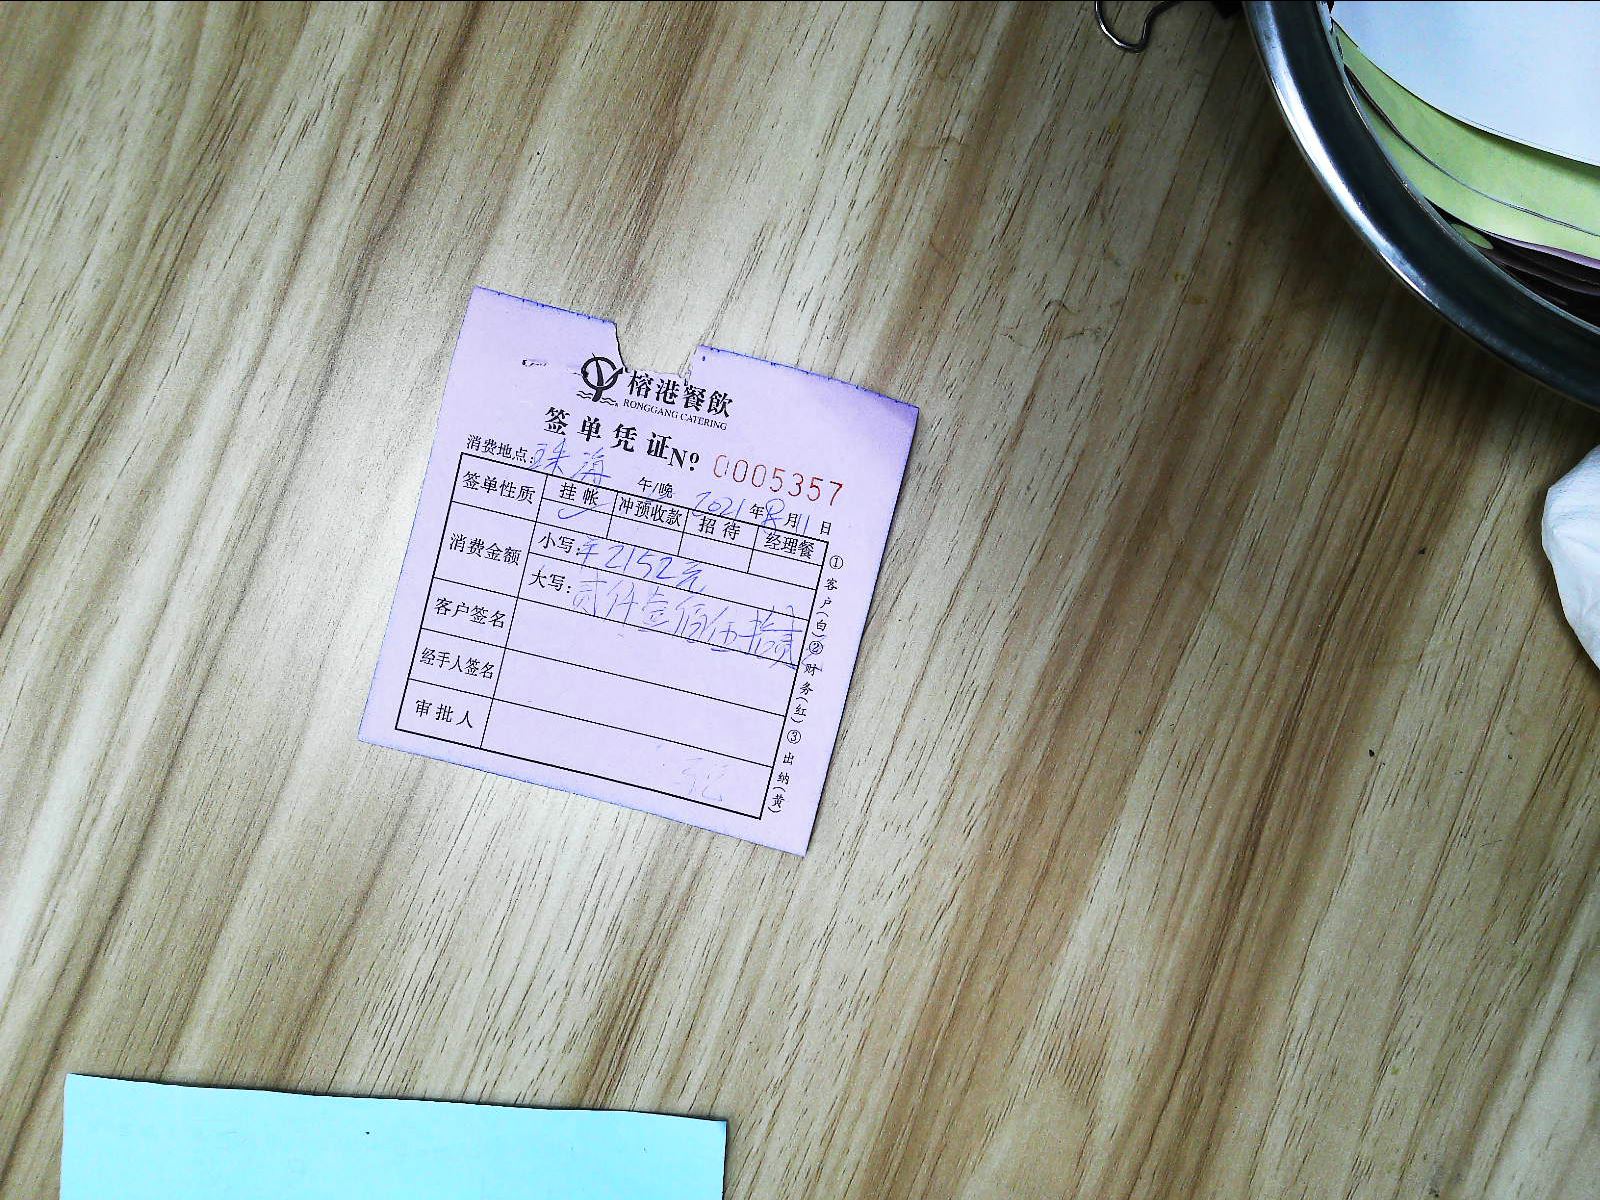 榕港餐飲
RONGGANG CATERING
签单凭证No. 0005357
消费地点:珠海 午/晚 2021年8月11日
签单性质 挂帐 冲预收款 招待 经理餐
消费金额 小写:¥2152元
大写:贰仟壹佰伍拾贰
客户签名
经手人签名
审批人
①客户(白)②财务(红)③出纳(黄)